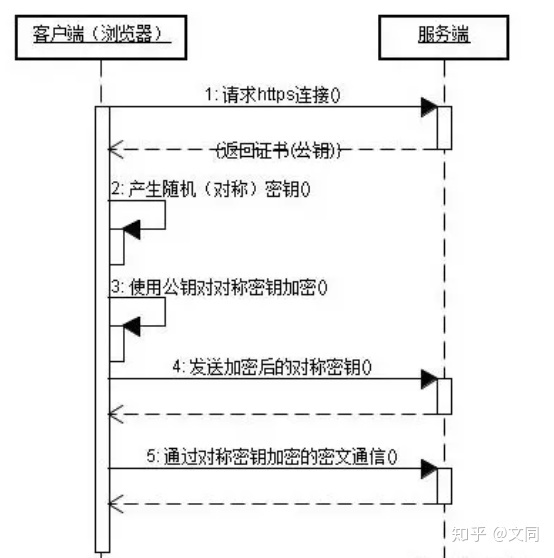 客户端（浏览器）
服务端
1: 请求https连接()
(返回证书(公钥))
2: 产生随机（对称）密钥()
3: 使用公钥对对称密钥加密()
4: 发送加密后的对称密钥()
5: 通过对称密钥加密的密文通信()
知乎 @文同